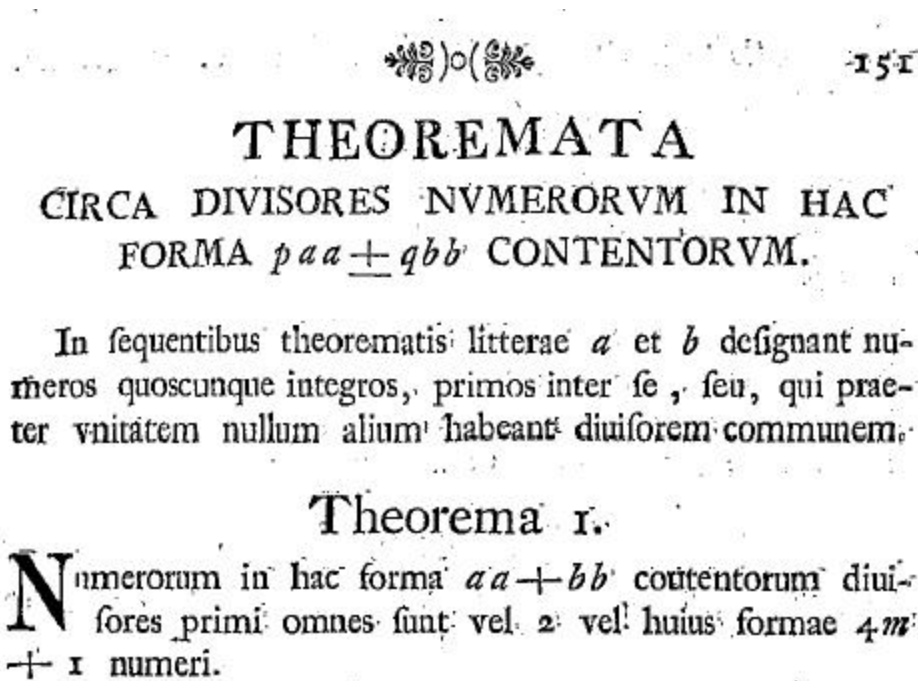 )o( 151
THEOREMATA
CIRCA DIVISORES NVMERORVM IN HAC
FORMA paa ± qbb CONTENTORVM.
In ſequentibus theorematis litterae a et b deſignant nu-
meros quoscunque integros, primos inter ſe, ſeu, qui prae-
ter vnitatem nullum alium habeant diuiſorem communem.
Theorema 1.
Numerorum in hac forma aa + bb contentorum diui-
ſores primi omnes ſunt vel 2 vel huius formae 4m
+ 1 numeri.